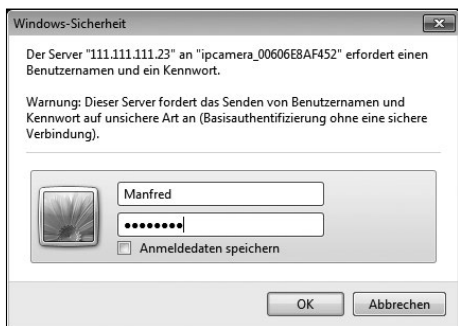 Windows-Sicherheit
Der Server "111.111.111.23" an "ipcamera_00606E8AF452" erfordert einen
Benutzernamen und ein Kennwort.
Warnung: Dieser Server fordert das Senden von Benutzernamen und
Kennwort auf unsichere Art an (Basisauthentifizierung ohne eine sichere
Verbindung).
Manfred
••••••••
Anmeldedaten speichern
OK Abbrechen